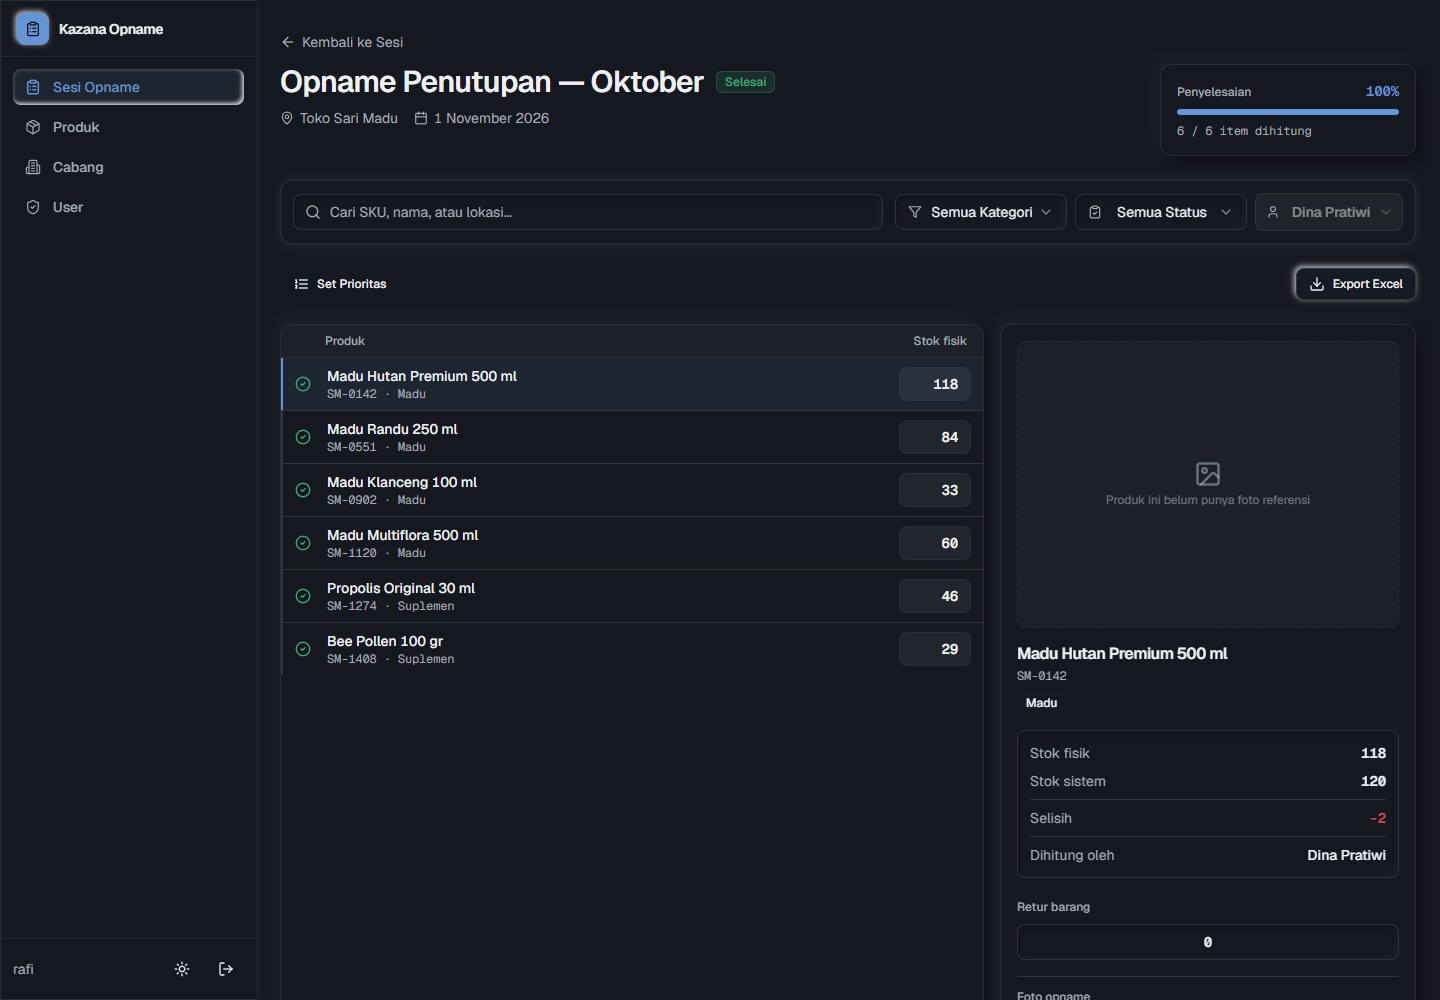 Kazana Opname
Sesi Opname
Produk
Cabang
User
rafi
Kembali ke Sesi
Opname Penutupan — Oktober
Selesai
Toko Sari Madu
1 November 2026
Penyelesaian 100%
6 / 6 item dihitung
Cari SKU, nama, atau lokasi...
Semua Kategori
Semua Status
Dina Pratiwi
Set Prioritas
Export Excel
Produk Stok fisik
Madu Hutan Premium 500 ml
SM-0142 · Madu
118
Madu Randu 250 ml
SM-0551 · Madu
84
Madu Klanceng 100 ml
SM-0902 · Madu
33
Madu Multiflora 500 ml
SM-1120 · Madu
60
Propolis Original 30 ml
SM-1274 · Suplemen
46
Bee Pollen 100 gr
SM-1408 · Suplemen
29
Produk ini belum punya foto referensi
Madu Hutan Premium 500 ml
SM-0142
Madu
Stok fisik 118
Stok sistem 120
Selisih -2
Dihitung oleh Dina Pratiwi
Retur barang
0
Foto opname